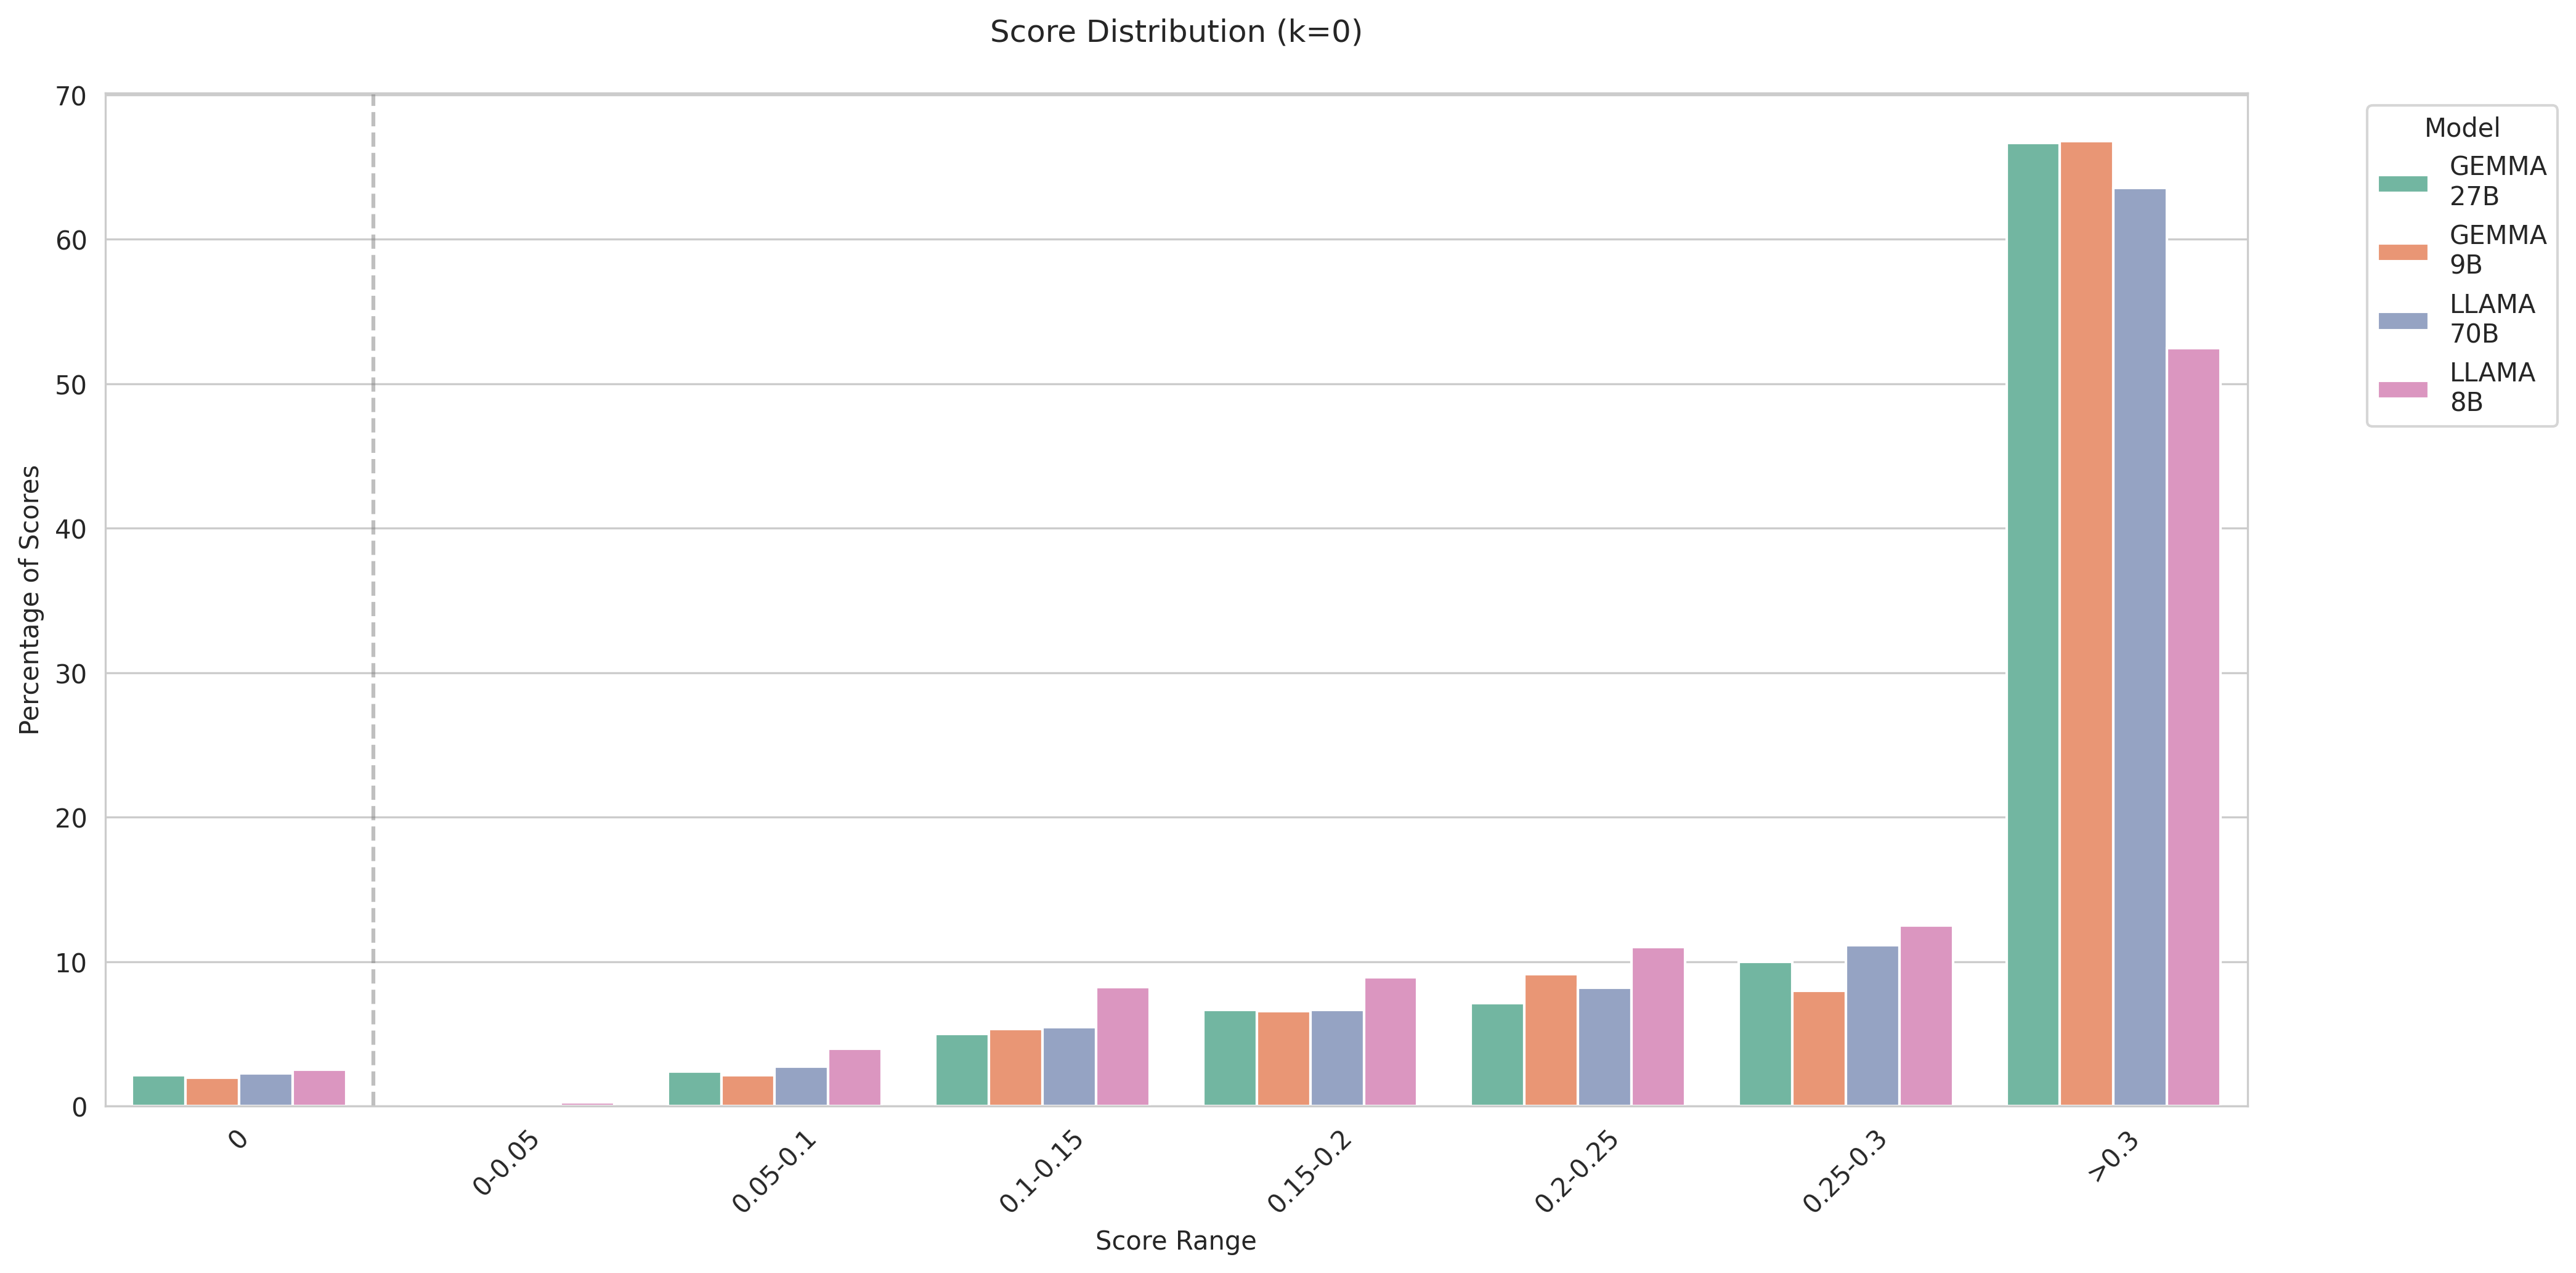 Score Distribution (k=0)
70
60
50
40
30
20
10
0
Percentage of Scores
0
0-0.05
0.05-0.1
0.1-0.15
0.15-0.2
0.2-0.25
0.25-0.3
>0.3
Score Range
Model
GEMMA
27B
GEMMA
9B
LLAMA
70B
LLAMA
8B